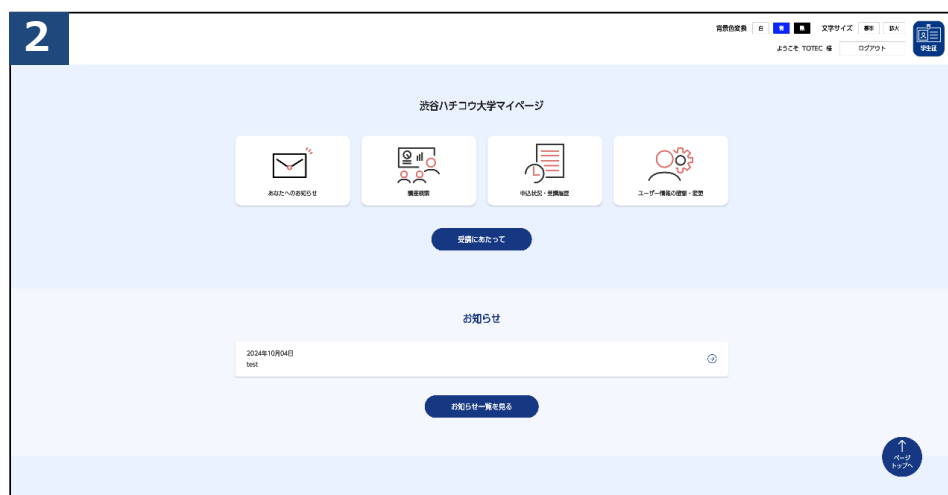 2
背景色変換 白 青 黒 文字サイズ 標準 拡大
ようこそ TOTEC 様 ログアウト
学生証
渋谷ハチコウ大学マイページ
あなたへのお知らせ 講座検索 申込状況・受講履歴 ユーザー情報の確認・変更
受講にあたって
お知らせ
2024年10月04日
test
お知らせ一覧を見る
ページ
トップへ